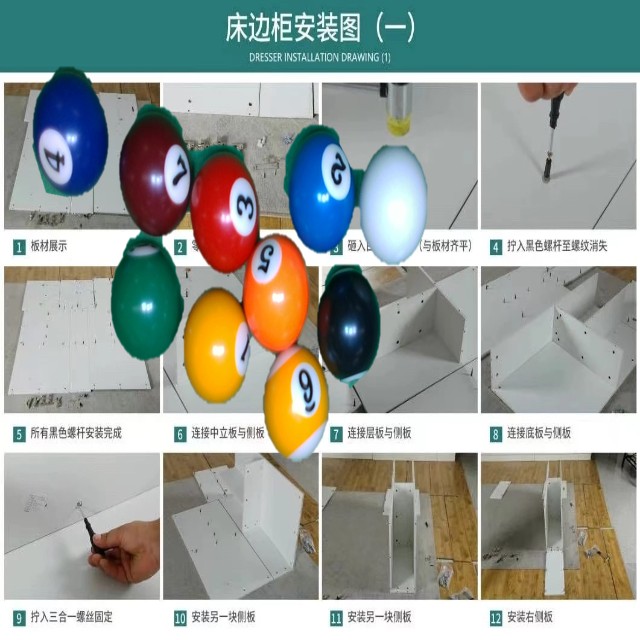 床边柜安装图（一）
DRESSER INSTALLATION DRAWING (1)
4
7
3
2
5
1
9
1 板材展示
2 零
砸入
（与板材齐平）
4 拧入黑色螺杆至螺纹消失
5 所有黑色螺杆安装完成
6 连接中立板与侧板
7 连接层板与侧板
8 连接底板与侧板
9 拧入三合一螺丝固定
10 安装另一块侧板
11 安装另一块侧板
12 安装右侧板